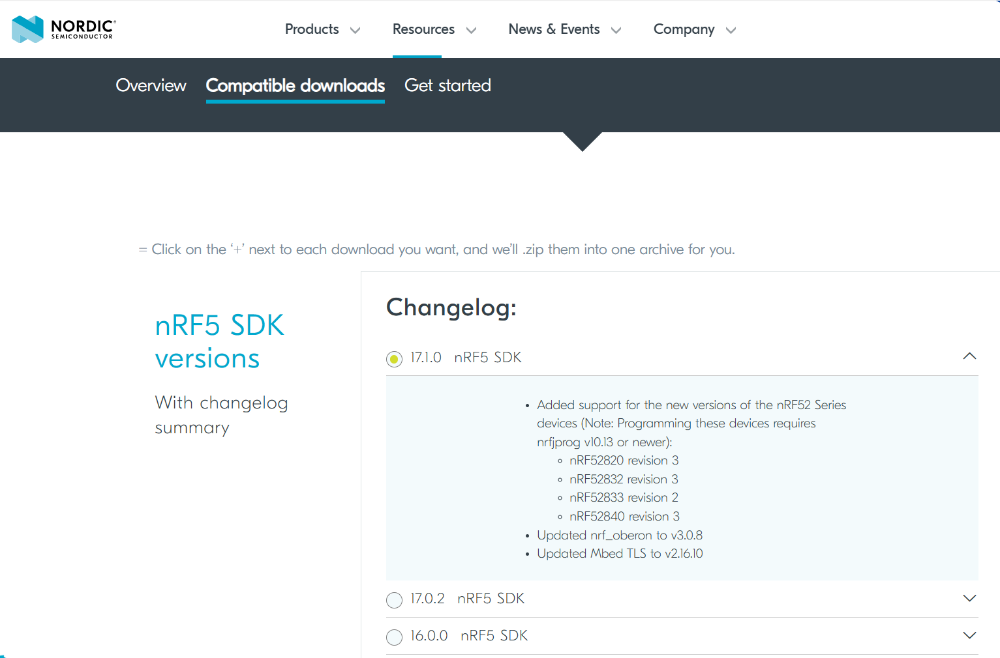 NORDIC
SEMICONDUCTOR
Products
Resources
News & Events
Company
Overview
Compatible downloads
Get started
= Click on the ‘+’ next to each download you want, and we’ll .zip them into one archive for you.
nRF5 SDK
versions
With changelog
summary
Changelog:
17.1.0 nRF5 SDK
• Added support for the new versions of the nRF52 Series
devices (Note: Programming these devices requires
nrfjprog v10.13 or newer):
◦ nRF52820 revision 3
◦ nRF52832 revision 3
◦ nRF52833 revision 2
◦ nRF52840 revision 3
• Updated nrf_oberon to v3.0.8
• Updated Mbed TLS to v2.16.10
17.0.2 nRF5 SDK
16.0.0 nRF5 SDK